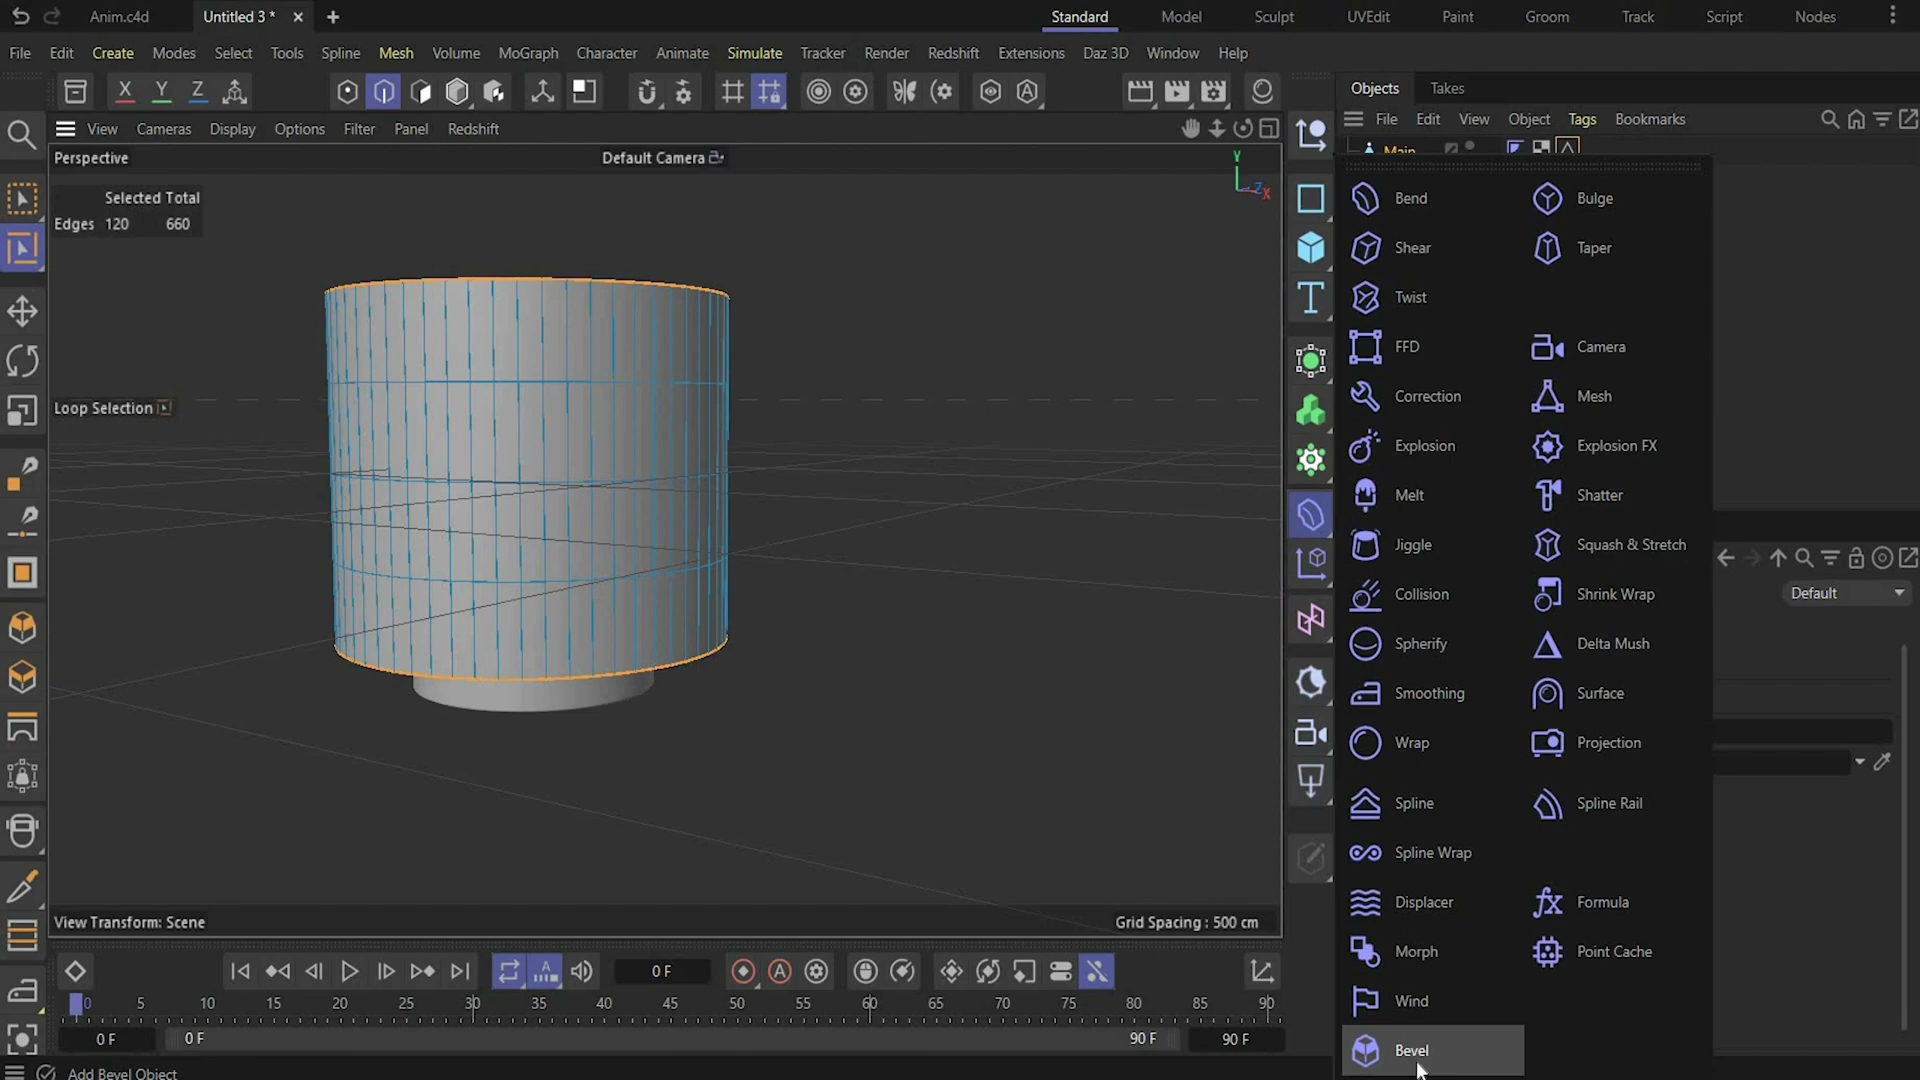 Anim.c4d
Untitled 3 *
Standard
Model
Sculpt
UVEdit
Paint
Groom
Track
Script
Nodes
File Edit Create Modes Select Tools Spline Mesh Volume MoGraph Character Animate Simulate Tracker Render Redshift Extensions Daz 3D Window Help
X Y Z
Objects Takes
View Cameras Display Options Filter Panel Redshift
File Edit View Object Tags Bookmarks
Main
Perspective
Default Camera
Y
Z
X
Selected Total
Edges 120 660
Loop Selection
Bend
Bulge
Shear
Taper
Twist
FFD
Camera
Correction
Mesh
Explosion
Explosion FX
Melt
Shatter
Jiggle
Squash & Stretch
Collision
Shrink Wrap
Default
Spherify
Delta Mush
Smoothing
Surface
Wrap
Projection
Spline
Spline Rail
Spline Wrap
Displacer
Formula
Morph
Point Cache
Wind
Bevel
View Transform: Scene
Grid Spacing : 500 cm
0 F
0 5 10 15 20 25 30 35 40 45 50 55 60 65 70 75 80 85 90
0 F
0 F
90 F
90 F
Add Bevel Object